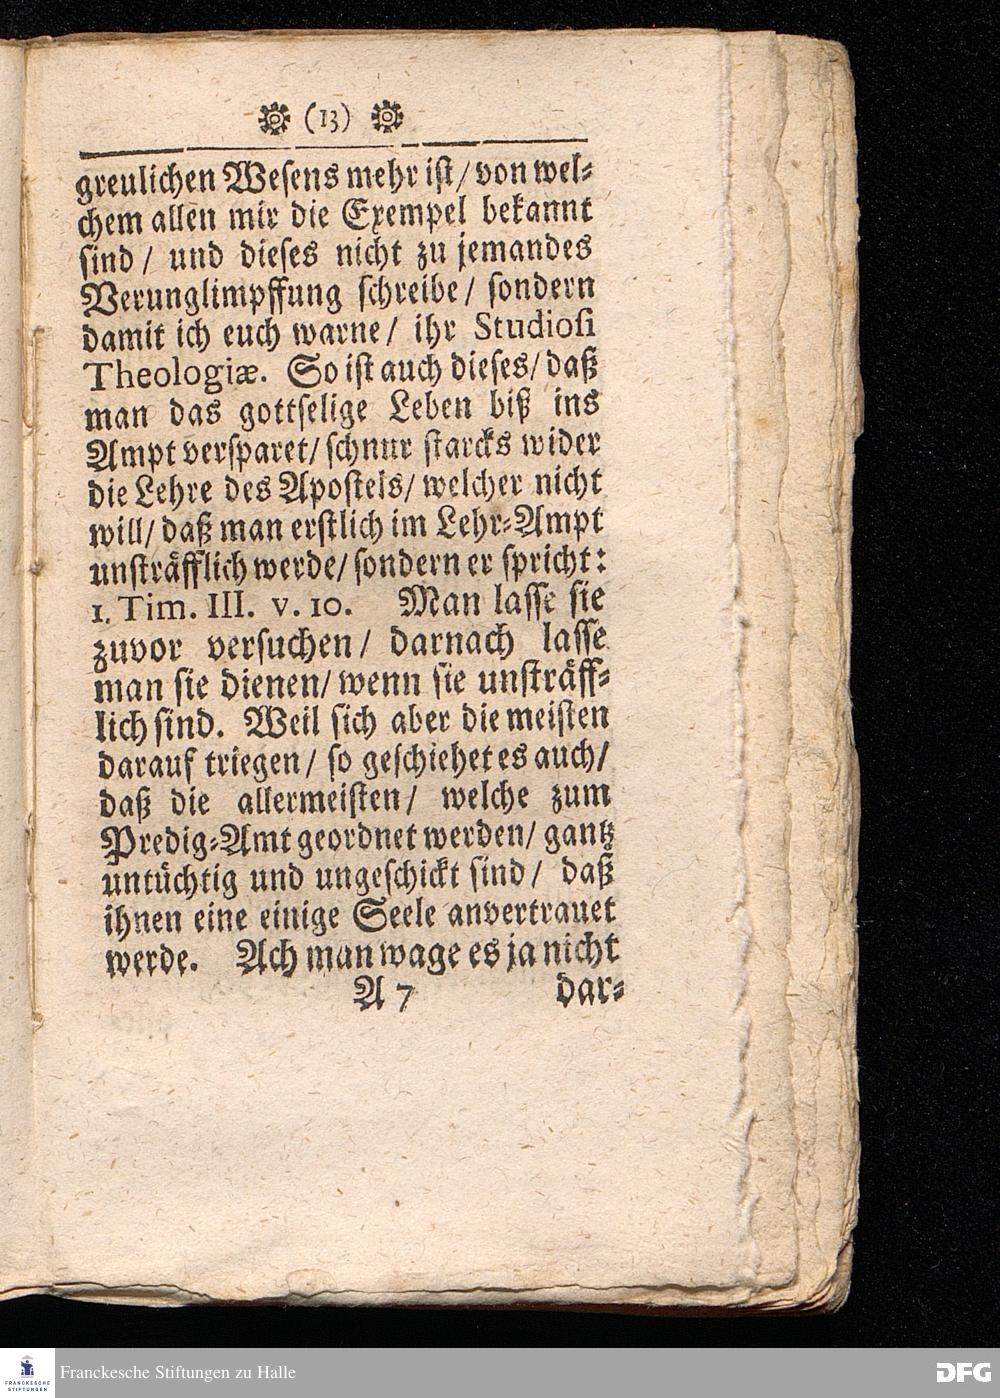 (13)
greulichen Wesens mehr ist/ von wel-
chem allen mir die Exempel bekannt
sind/ und dieses nicht zu jemandes
Verunglimpffung schreibe/ sondern
damit ich euch warne/ ihr Studiosi
Theologiæ. So ist auch dieses/ daß
man das gottselige Leben biß ins
Ampt versparet/ schnur starcks wider
die Lehre des Apostels/ welcher nicht
will/ daß man erstlich im Lehr-Ampt
unsträfflich werde/ sondern er spricht:
1. Tim. III. v. 10. Man lasse sie
zuvor versuchen/ darnach lasse
man sie dienen/ wenn sie unsträff-
lich sind. Weil sich aber die meisten
darauf triegen/ so geschiehet es auch/
daß die allermeisten/ welche zum
Predig-Amt geordnet werden/ gantz
untüchtig und ungeschickt sind/ daß
ihnen eine einige Seele anvertrauet
werde. Ach man wage es ja nicht
A 7 dar-
FRANCKESCHE STIFTUNGEN
Franckesche Stiftungen zu Halle
DFG